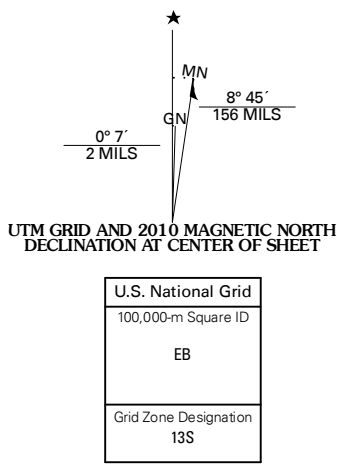 ★
MN
8° 45´
156 MILS
GN
0° 7´
2 MILS
UTM GRID AND 2010 MAGNETIC NORTH
DECLINATION AT CENTER OF SHEET
U.S. National Grid
100,000-m Square ID
EB
Grid Zone Designation
13S